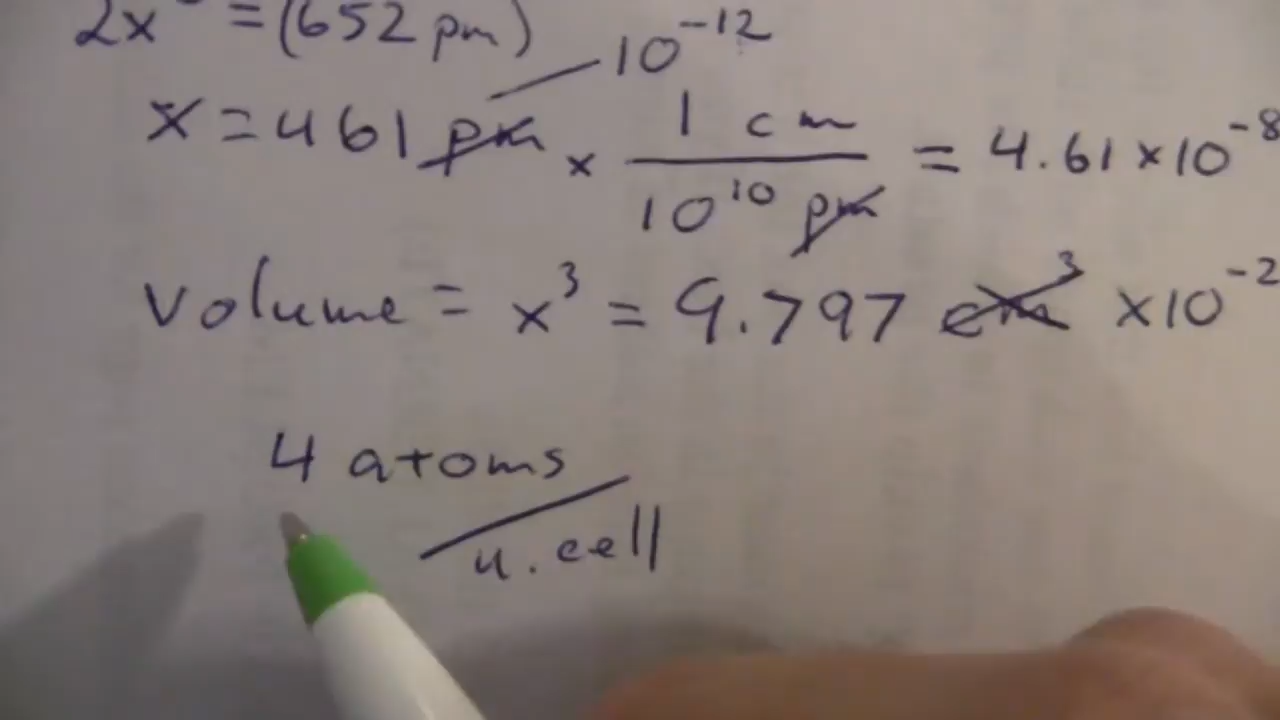 2x = (652 pm)
10⁻¹²
x = 461 pm × 1 cm / 10¹⁰ pm = 4.61 × 10⁻⁸
volume = x³ = 9.797 cm³ × 10⁻²
4 atoms / u. cell